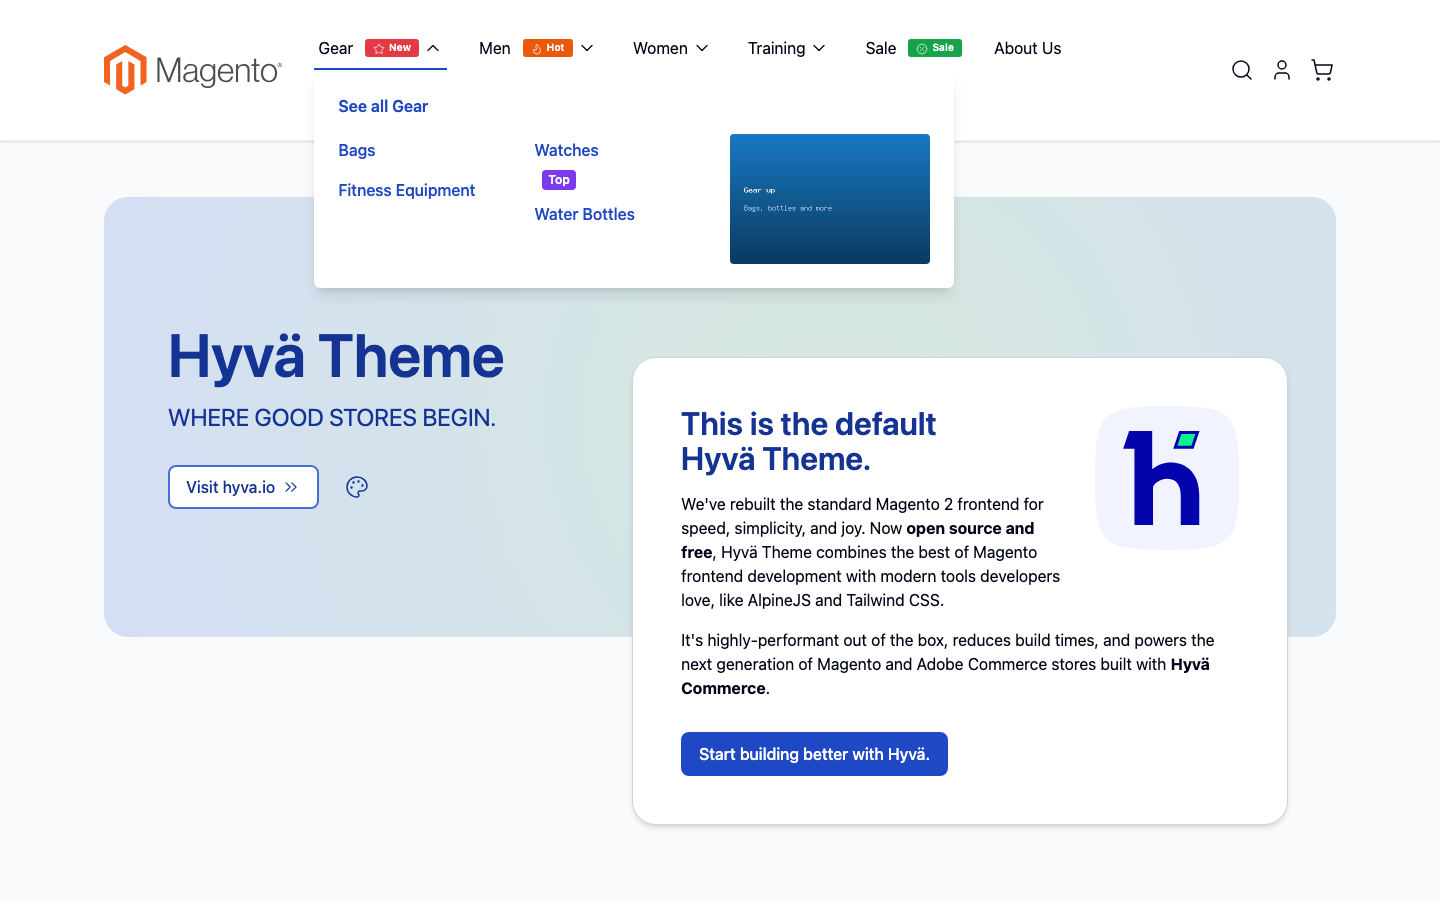 Magento®
Gear New
Men Hot
Women
Training
Sale Sale
About Us
See all Gear
Bags
Fitness Equipment
Watches
Top
Water Bottles
Gear up
Bags, bottles and more
Hyvä Theme
WHERE GOOD STORES BEGIN.
Visit hyva.io
This is the default
Hyvä Theme.
We've rebuilt the standard Magento 2 frontend for
speed, simplicity, and joy. Now open source and
free, Hyvä Theme combines the best of Magento
frontend development with modern tools developers
love, like AlpineJS and Tailwind CSS.
It's highly-performant out of the box, reduces build times, and powers the
next generation of Magento and Adobe Commerce stores built with Hyvä
Commerce.
Start building better with Hyvä.